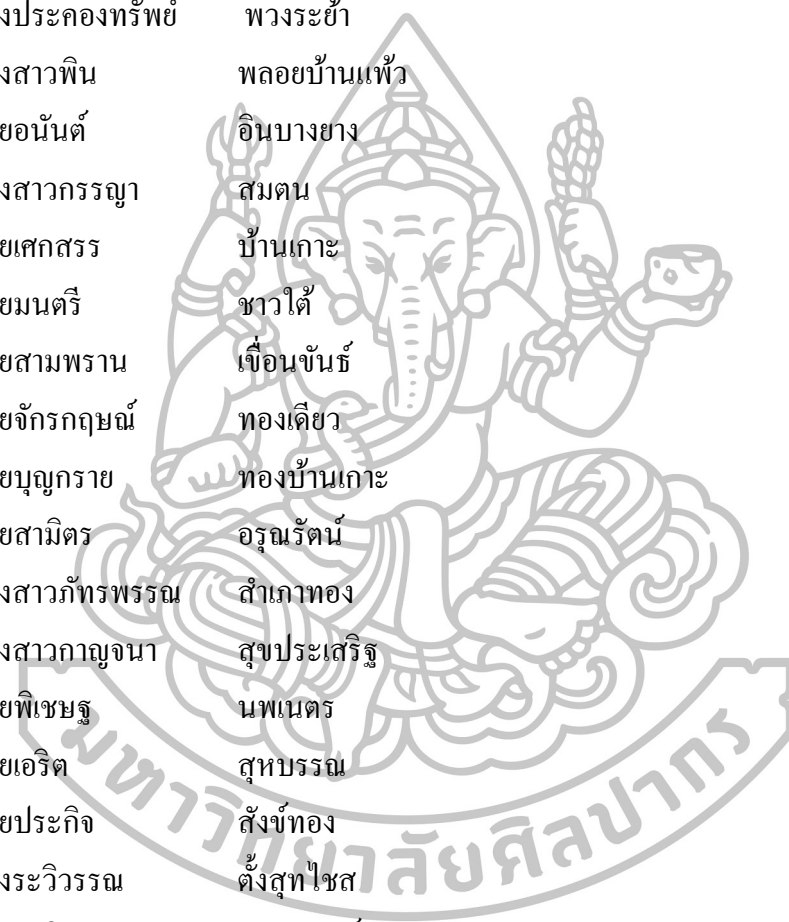 งประคองทรัพย์ พวงระย้า
งสาวพิน พลอยบ้านแพ้ว
ยอนันต์ อินบางยาง
งสาวกรรญา สมตน
ยเศกสรร บ้านเกาะ
ยมนตรี ชาวใต้
ยสามพราน เขื่อนขันธ์
ยจักรกฤษณ์ ทองเดียว
ยบุญกราย ทองบ้านเกาะ
ยสามิตร อรุณรัตน์
งสาวภัทรพรรณ สำเภาทอง
งสาวกาญจนา สุขประเสริฐ
ยพิเชษฐ นพเนตร
ยเอริต สุหบรรณ
ยประกิจ สังข์ทอง
งระวิวรรณ ตั้งสุทไชส
มหาวิทยาลัยศิลปากร